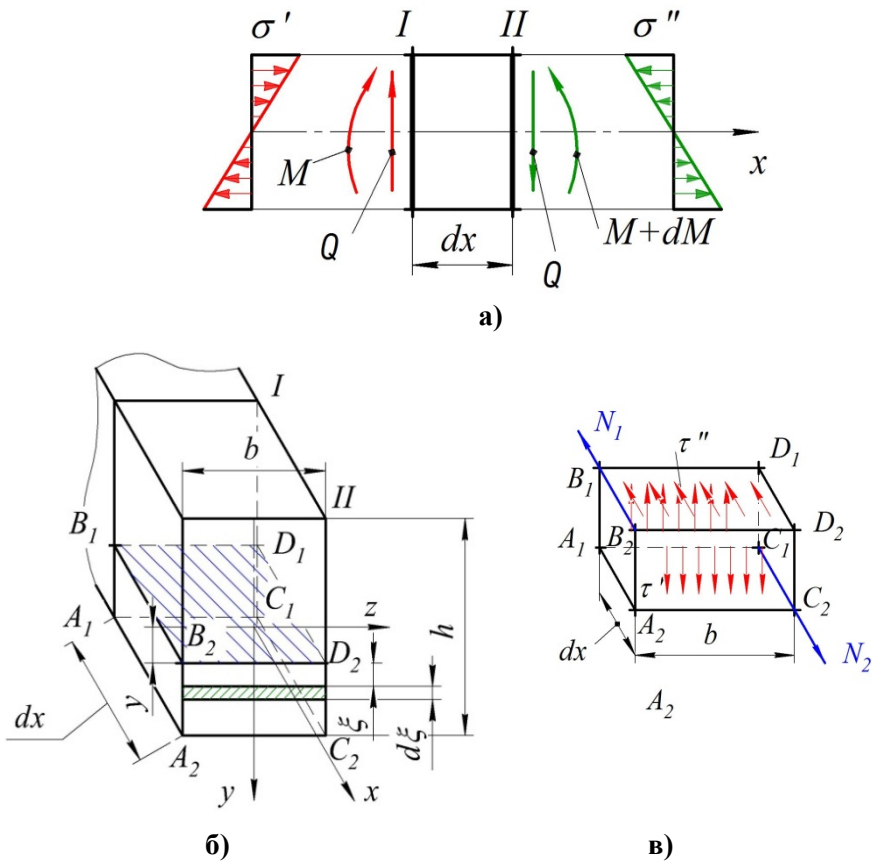 σ' I II σ"
M Q dx Q M+dM x
а)
I
b
II
B₁ D₁
C₁ z
A₁ B₂ D₂ h
dx y ξ dξ
A₂ C₂
y x
б)
N₁ τ" D₁
B₁
A₁ B₂ C₁ D₂
τ' C₂
dx A₂ b N₂
A₂
в)